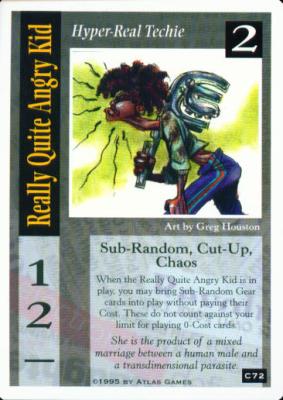 Really Quite Angry Kid
Hyper-Real Techie
2
Art by Greg Houston
Sub-Random, Cut-Up,
Chaos
1
2
—
When the Really Quite Angry Kid is in
play, you may bring Sub-Random Gear
cards into play without paying their
Cost. These do not count against your
limit for playing 0-Cost cards.
She is the product of a mixed
marriage between a human male and
a transdimensional parasite.
©1995 by Atlas Games
C72